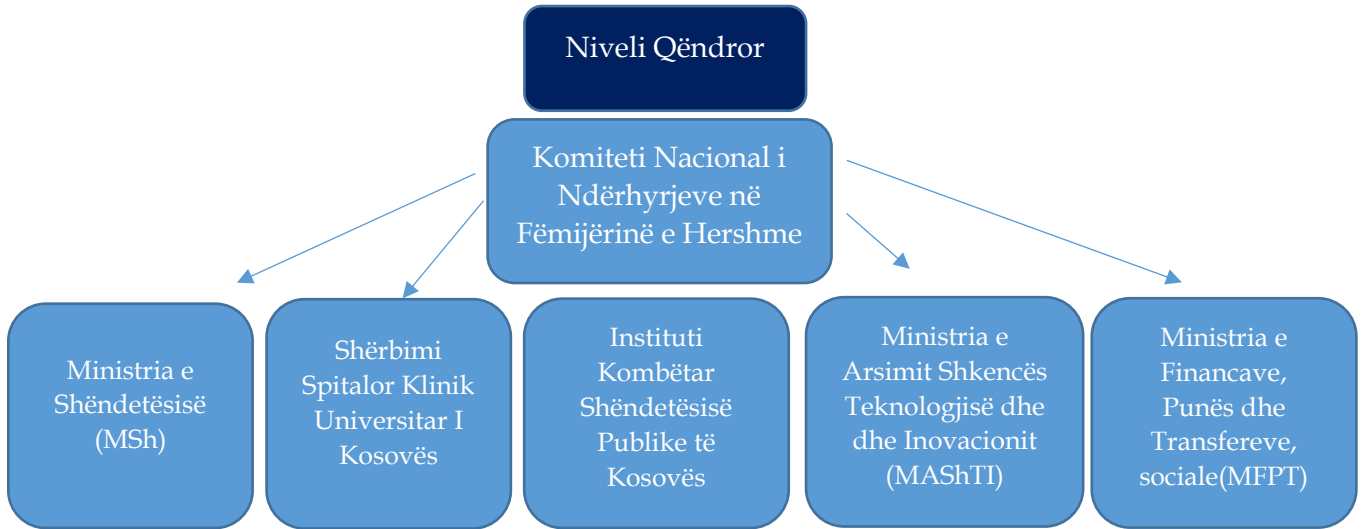 Niveli Qëndror
Komiteti Nacional i
Ndërhyrjeve në
Fëmijërinë e Hershme
Ministria e
Shëndetësisë
(MSh)
Shërbimi
Spitalor Klinik
Universitar I
Kosovës
Instituti
Kombëtar
Shëndetësisë
Publike të
Kosovës
Ministria e
Arsimit Shkencës
Teknologjisë dhe
dhe Inovacionit
(MAShTI)
Ministria e
Financave,
Punës dhe
Transfereve,
sociale(MFPT)